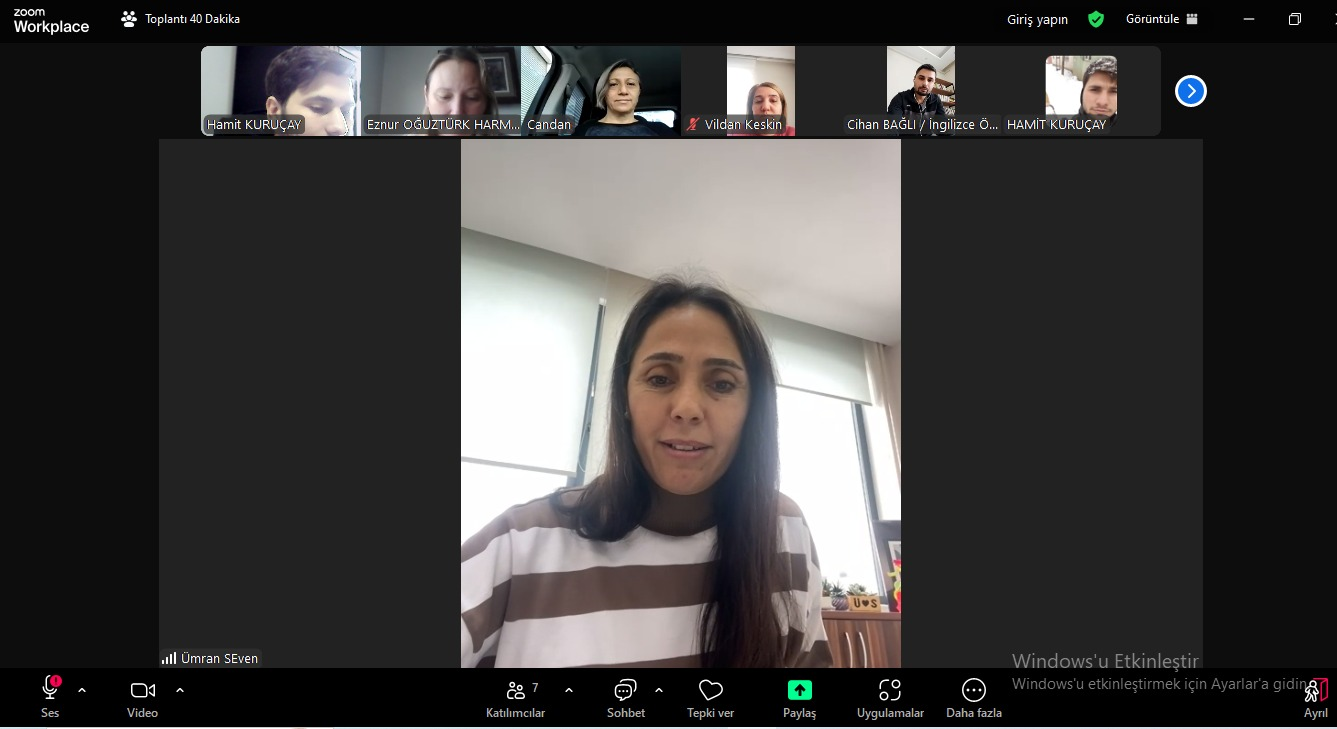 zoom
Workplace
Toplantı 40 Dakika
Giriş yapın
Görüntüle
Hamit KURUÇAY
Eznur OĞUZTÜRK HARM...
Candan
Vildan Keskin
Cihan BAĞLI / İngilizce Ö...
HAMİT KURUÇAY
U♥S
Ümran SEven
Windows'u Etkinleştir
Windows'u etkinleştirmek için Ayarlar'a gidin
7
Ses
Video
Katılımcılar
Sohbet
Tepki ver
Paylaş
Uygulamalar
Daha fazla
Ayrıl